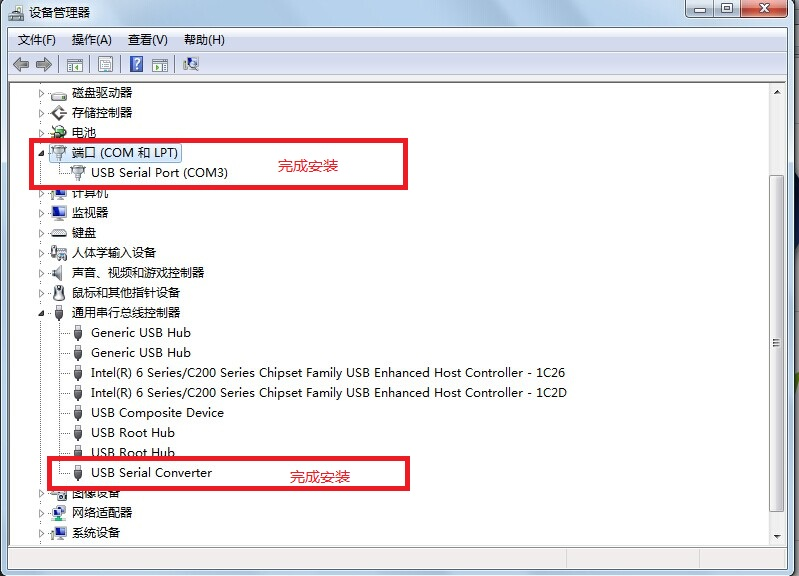 设备管理器
文件(F) 操作(A) 查看(V) 帮助(H)
磁盘驱动器
存储控制器
电池
端口 (COM 和 LPT)
USB Serial Port (COM3) 完成安装
计算机
监视器
键盘
人体学输入设备
声音、视频和游戏控制器
鼠标和其他指针设备
通用串行总线控制器
Generic USB Hub
Generic USB Hub
Intel(R) 6 Series/C200 Series Chipset Family USB Enhanced Host Controller - 1C26
Intel(R) 6 Series/C200 Series Chipset Family USB Enhanced Host Controller - 1C2D
USB Composite Device
USB Root Hub
USB Root Hub
USB Serial Converter 完成安装
图像设备
网络适配器
系统设备